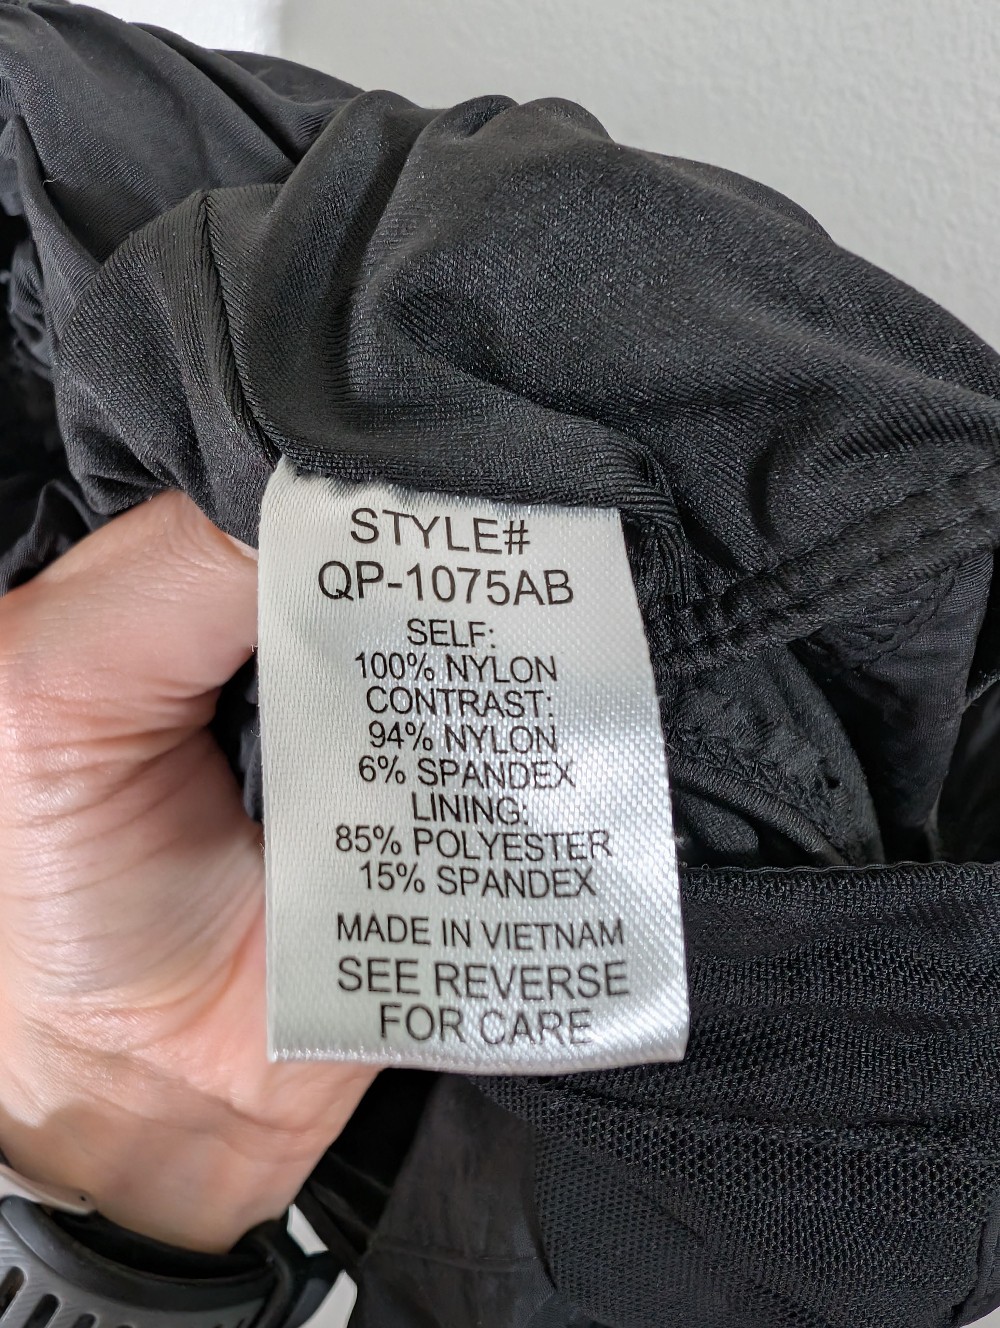 STYLE#
QP-1075AB
SELF:
100% NYLON
CONTRAST:
94% NYLON
6% SPANDEX
LINING:
85% POLYESTER
15% SPANDEX
MADE IN VIETNAM
SEE REVERSE
FOR CARE